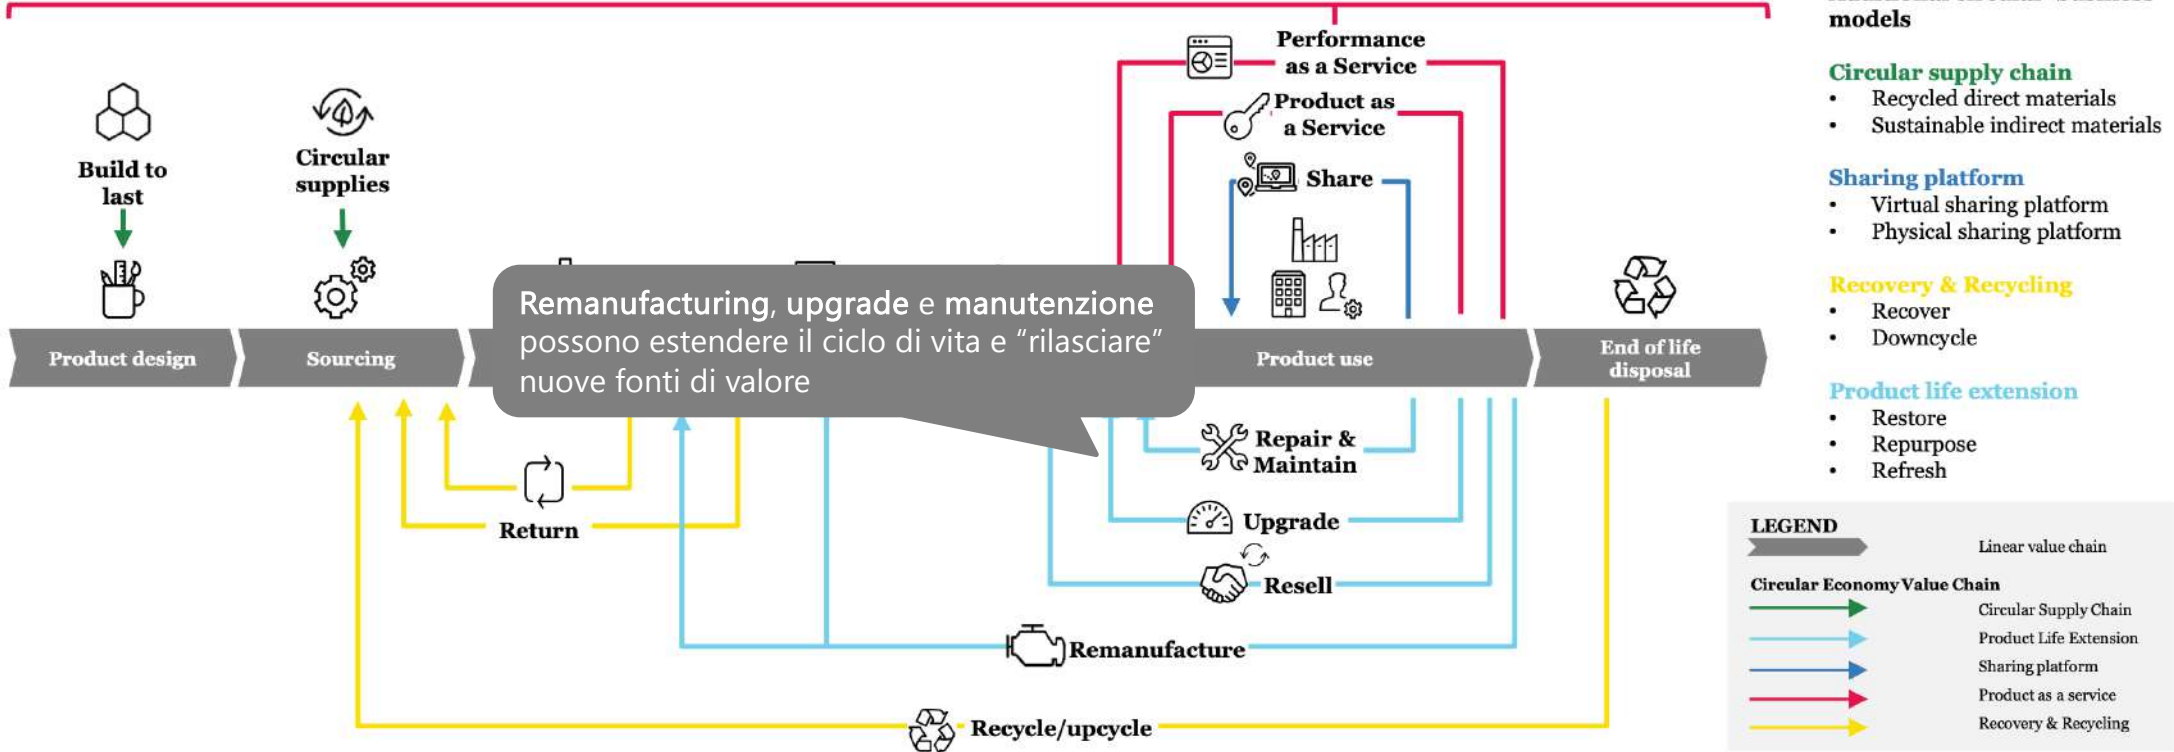 models
Performance
as a Service
Product as
a Service
Share
Build to
last
Circular
supplies
Remanufacturing, upgrade e manutenzione
possono estendere il ciclo di vita e “rilasciare”
nuove fonti di valore
Product design
Sourcing
Product use
End of life
disposal
Repair &
Maintain
Return
Upgrade
Resell
Remanufacture
Recycle/upcycle
Circular supply chain
• Recycled direct materials
• Sustainable indirect materials
Sharing platform
• Virtual sharing platform
• Physical sharing platform
Recovery & Recycling
• Recover
• Downcycle
Product life extension
• Restore
• Repurpose
• Refresh
LEGEND
Linear value chain
Circular Economy Value Chain
Circular Supply Chain
Product Life Extension
Sharing platform
Product as a service
Recovery & Recycling